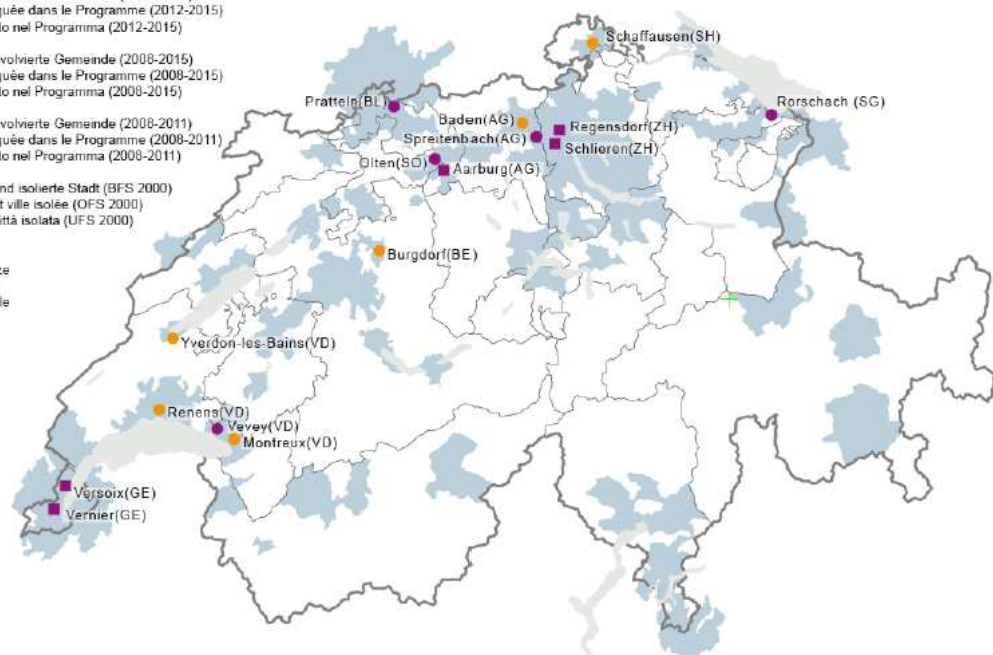 quée dans le Programme (2012-2015)
o nel Programma (2012-2015)
volvierte Gemeinde (2008-2015)
quée dans le Programme (2008-2015)
o nel Programma (2008-2015)
volvierte Gemeinde (2008-2011)
quée dans le Programme (2008-2011)
o nel Programma (2008-2011)
nd isolierte Stadt (BFS 2000)
t ville isolée (OFS 2000)
ittà isolata (UFS 2000)
ze
le
Schaffausen(SH)
Pratteln(BL)
Rorschach (SG)
Baden(AG)
Regensdorf(ZH)
Spreitenbach(AG)
Schlieren(ZH)
Olten(SO)
Aarburg(AG)
Burgdorf(BE)
Yverdon-les-Bains(VD)
Renens(VD)
Vevey(VD)
Montreux(VD)
Versoix(GE)
Vernier(GE)